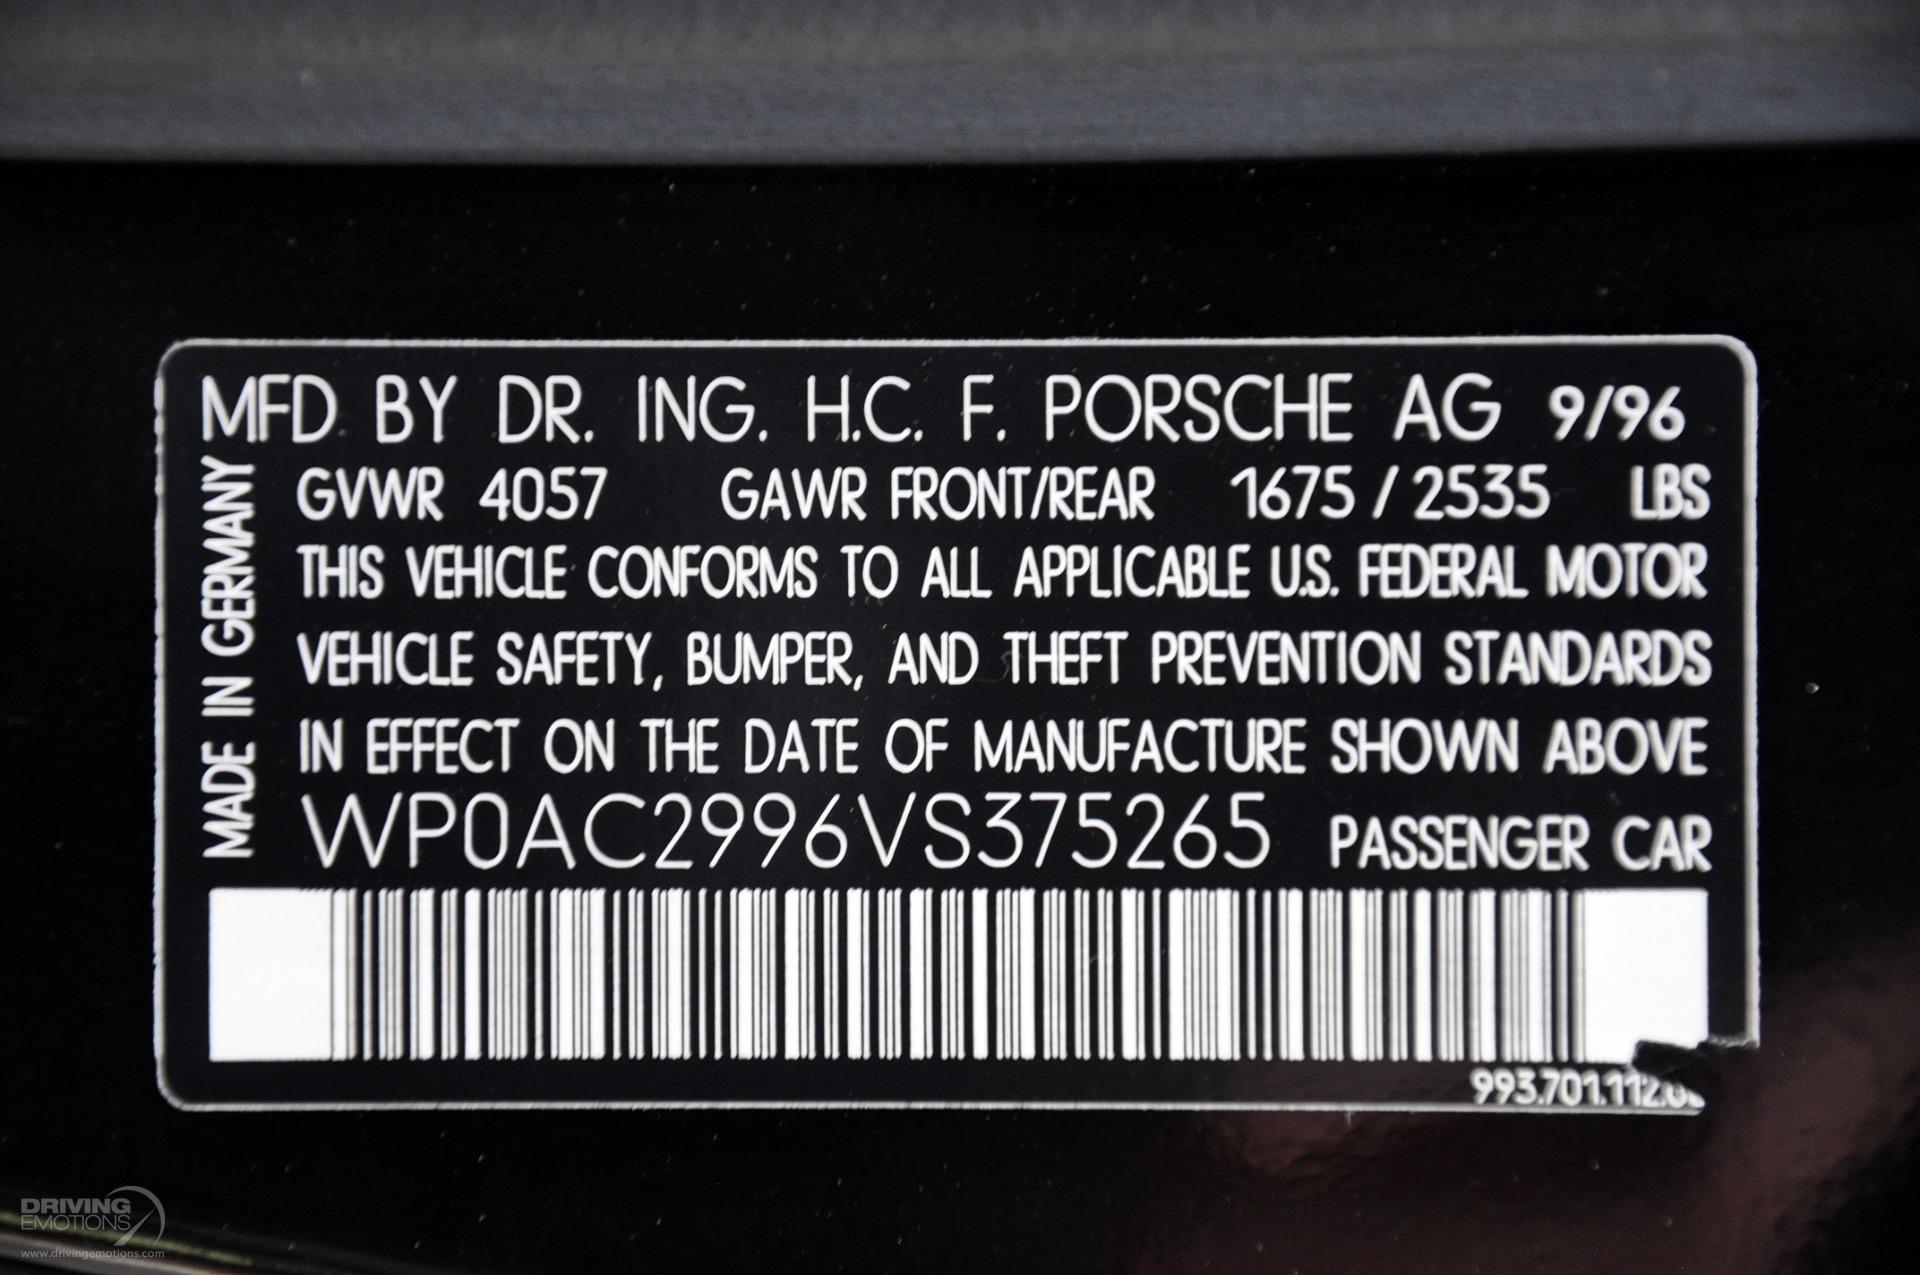 MFD BY DR. ING. H.C. F. PORSCHE AG 9/96
GVWR 4057 GAWR FRONT/REAR 1675 / 2535 LBS
THIS VEHICLE CONFORMS TO ALL APPLICABLE U.S. FEDERAL MOTOR
VEHICLE SAFETY, BUMPER, AND THEFT PREVENTION STANDARDS
IN EFFECT ON THE DATE OF MANUFACTURE SHOWN ABOVE
WP0AC2996VS375265 PASSENGER CAR
MADE IN GERMANY
DRIVING
EMOTIONS
www.drivingemotions.com